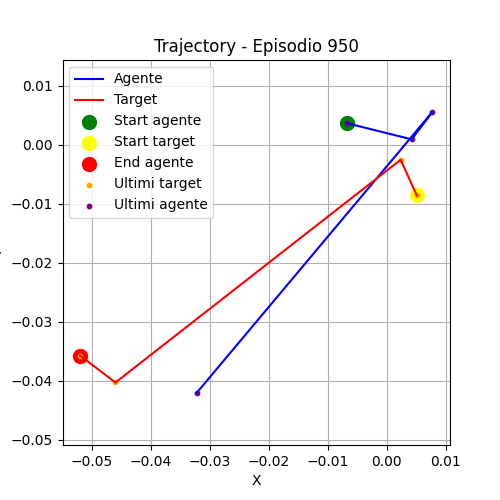 Trajectory - Episodio 950
Agente
Target
Start agente
Start target
End agente
Ultimi target
Ultimi agente
0.01
0.00
−0.01
−0.02
−0.03
−0.04
−0.05
−0.05 −0.04 −0.03 −0.02 −0.01 0.00 0.01
X